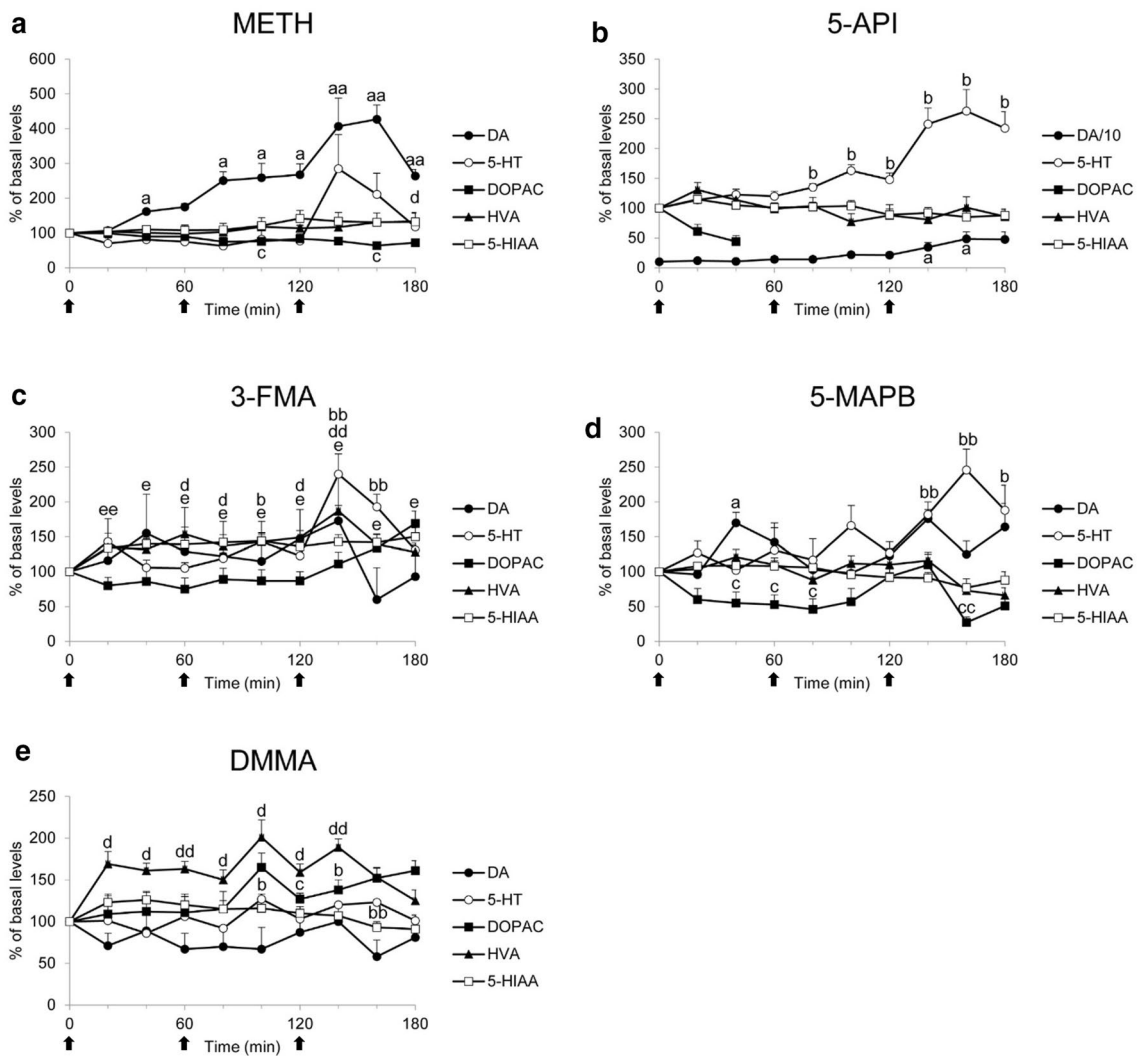 a
METH
600
500
400
300
200
100
0
% of basal levels
a
a
a
a
aa
aa
aa
d
c
c
0
60
120
180
Time (min)
DA
5-HT
DOPAC
HVA
5-HIAA
b
5-API
350
300
250
200
150
100
50
0
% of basal levels
b
b
b
b
b
b
a
a
0
60
120
180
Time (min)
DA/10
5-HT
DOPAC
HVA
5-HIAA
c
3-FMA
300
250
200
150
100
50
0
% of basal levels
ee
e
d
e
d
e
b
e
d
e
bb
dd
e
bb
e
e
0
60
120
180
Time (min)
DA
5-HT
DOPAC
HVA
5-HIAA
d
5-MAPB
300
250
200
150
100
50
0
% of basal levels
a
c
c
c
bb
bb
b
cc
0
60
120
180
Time (min)
DA
5-HT
DOPAC
HVA
5-HIAA
e
DMMA
250
200
150
100
50
0
% of basal levels
d
d
dd
d
d
b
d
c
dd
b
bb
0
60
120
180
Time (min)
DA
5-HT
DOPAC
HVA
5-HIAA